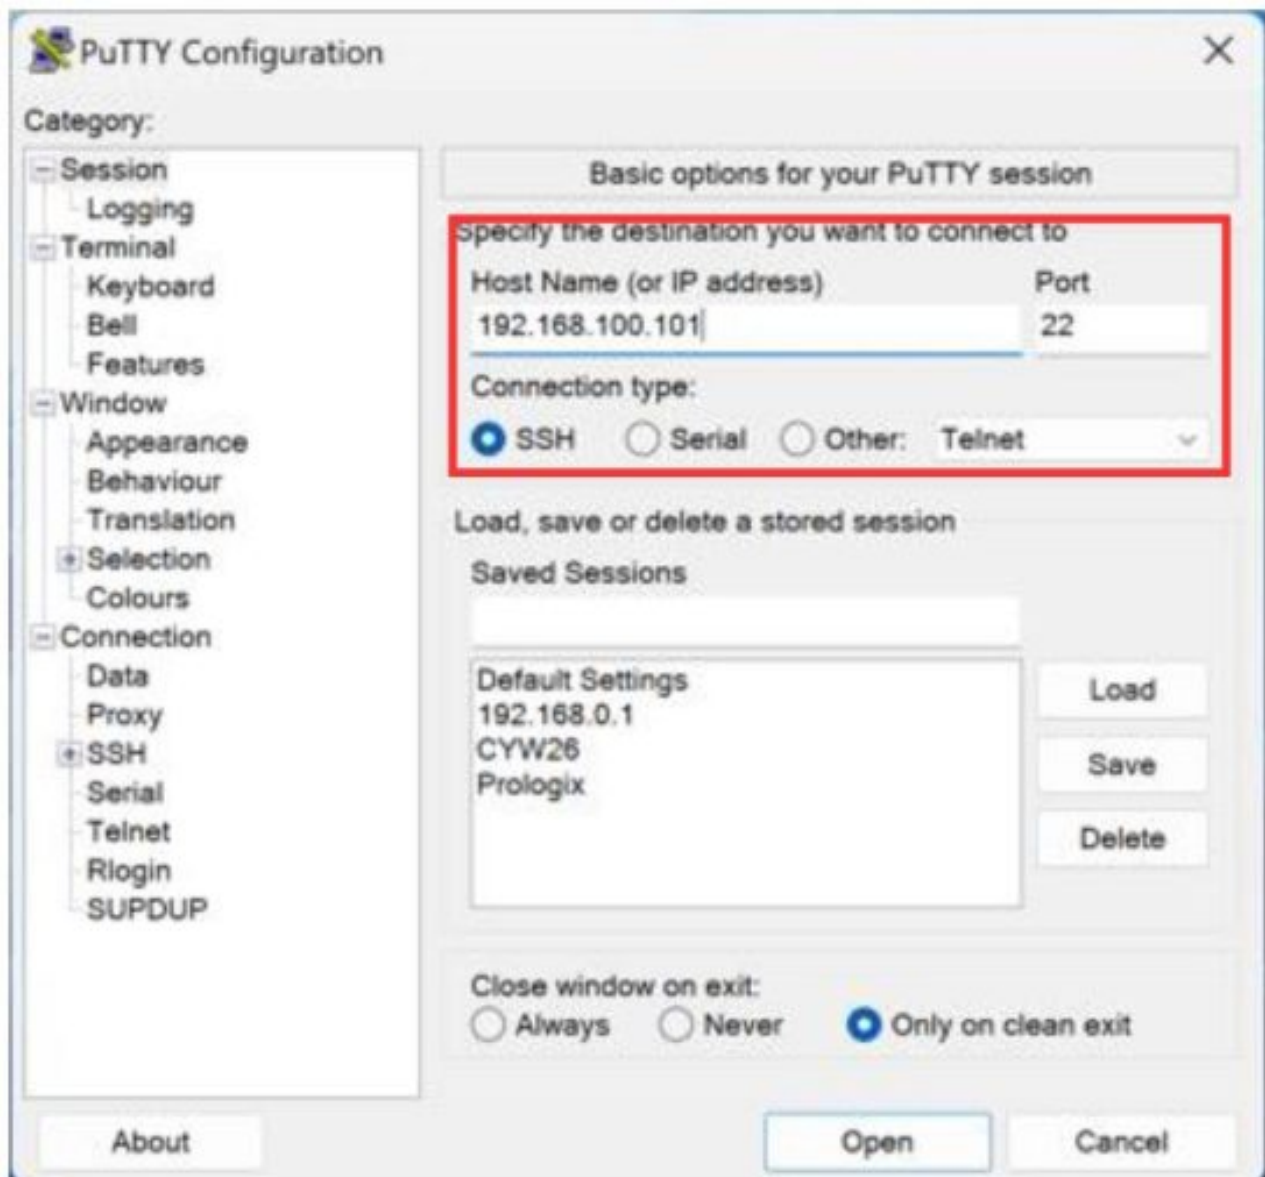 PuTTY Configuration
Category:
Session
Logging
Terminal
Keyboard
Bell
Features
Window
Appearance
Behaviour
Translation
Selection
Colours
Connection
Data
Proxy
SSH
Serial
Telnet
Rlogin
SUPDUP
Basic options for your PuTTY session
Specify the destination you want to connect to
Host Name (or IP address) Port
192.168.100.101 22
Connection type:
SSH Serial Other: Telnet
Load, save or delete a stored session
Saved Sessions
Default Settings
192.168.0.1
CYW26
Prologix
Load
Save
Delete
Close window on exit:
Always Never Only on clean exit
About Open Cancel